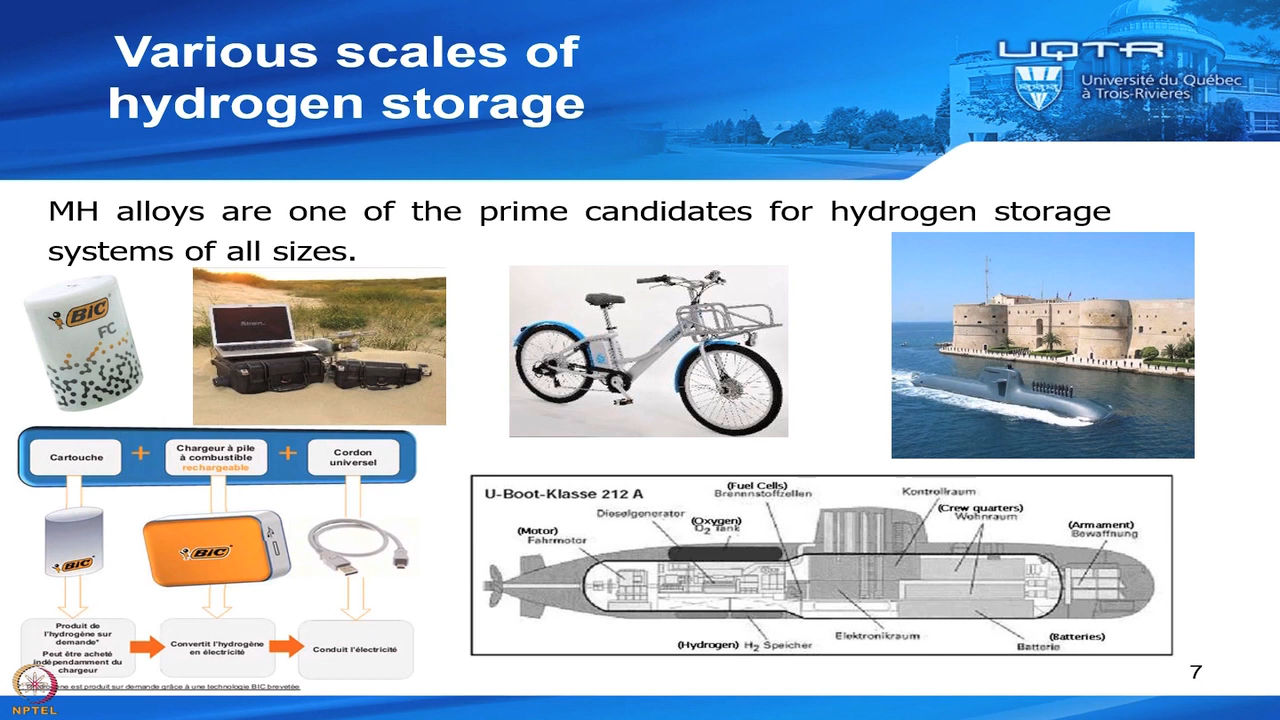 Various scales of
hydrogen storage
UQTR
Université du Québec
à Trois-Rivières
MH alloys are one of the prime candidates for hydrogen storage
systems of all sizes.
BIC
FC
Cartouche
+
Chargeur à pile
à combustible
rechargeable
+
Cordon
universel
BIC
BIC
Produit de
l'hydrogène sur
demande*
Peut être acheté
indépendamment du
chargeur
Convertit l'hydrogène
en électricité
Conduit l'électricité
est produit sur demande grâce à une technologie BIC brevetée
U-Boot-Klasse 212 A
(Fuel Cells)
Brennstoffzellen
Kontrollraum
Dieselgenerator
(Oxygen)
O2 Tank
(Crew quarters)
Wohnraum
(Motor)
Fahrmotor
(Armament)
Bewaffnung
(Hydrogen) H2 Speicher
Elektronikraum
(Batteries)
Batterie
7
NPTEL